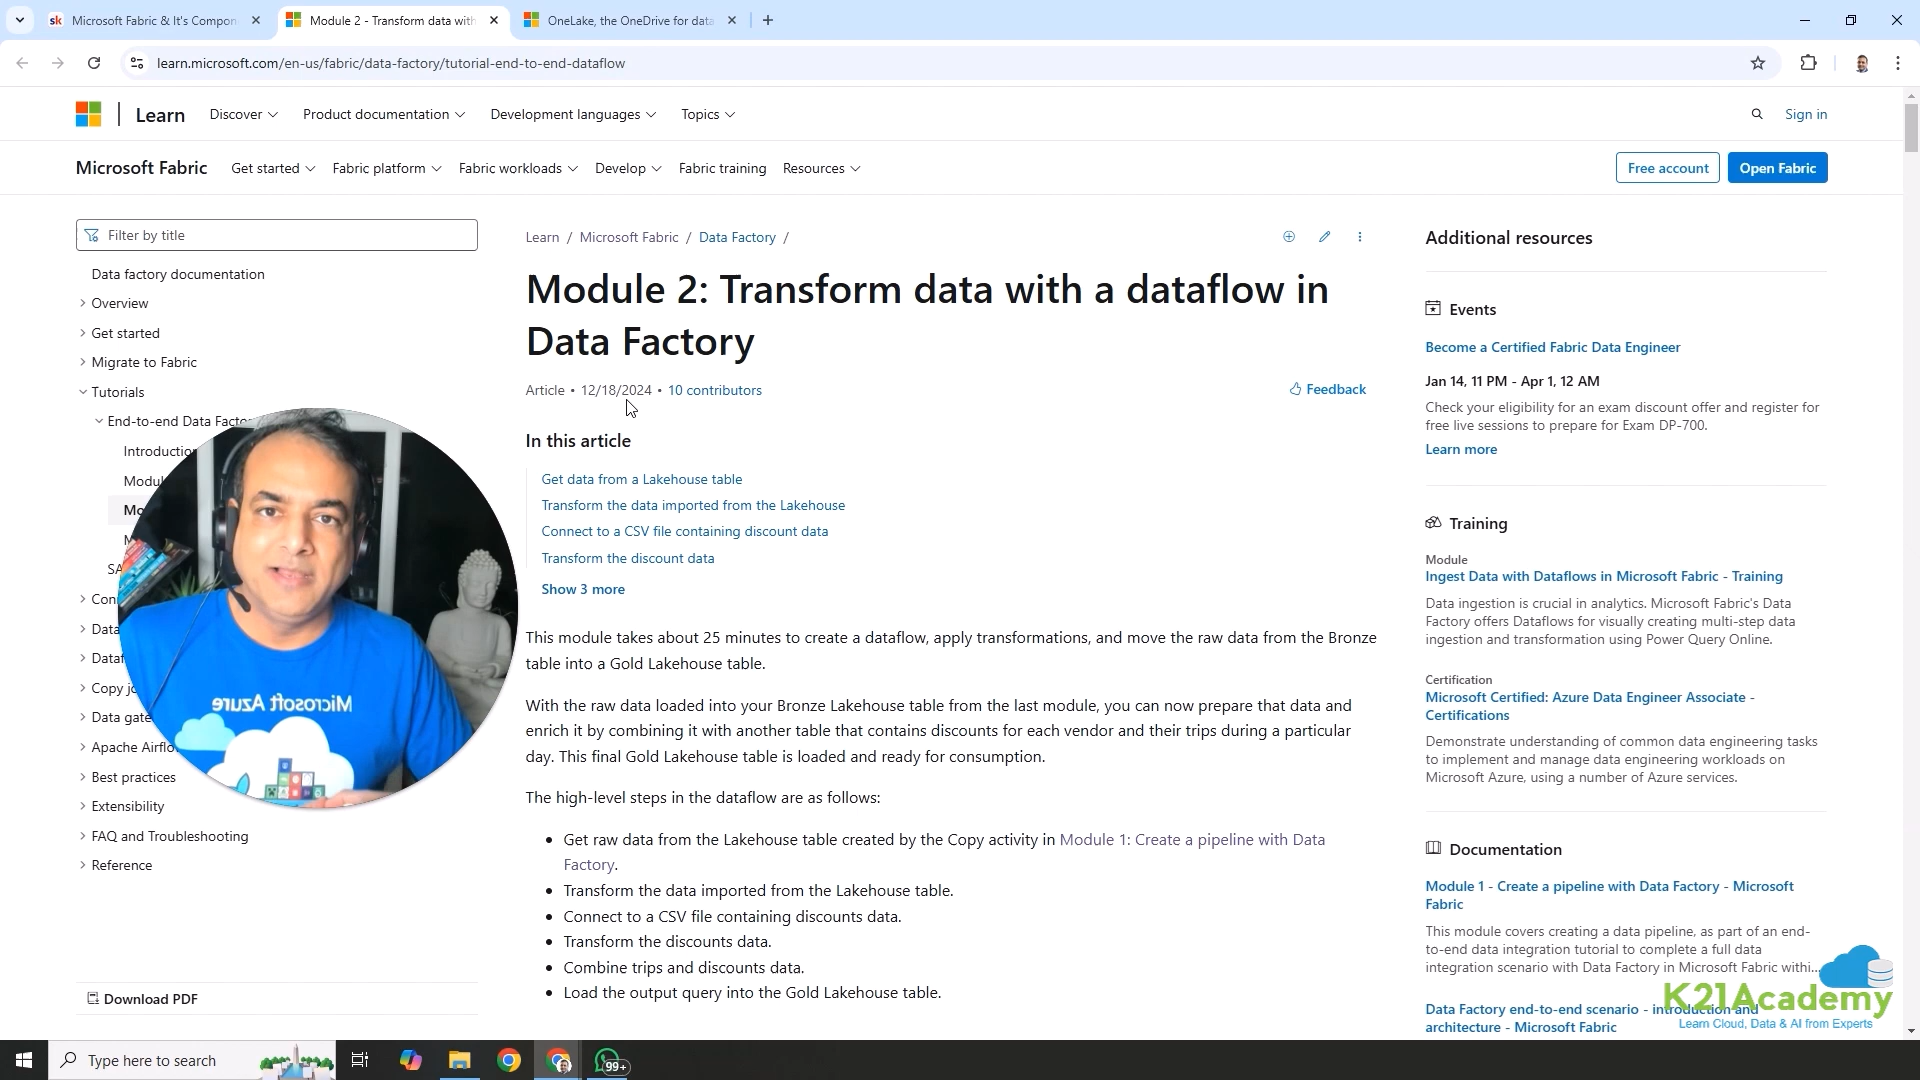 Microsoft Fabric & It's Compon
Module 2 - Transform data with
OneLake, the OneDrive for data
learn.microsoft.com/en-us/fabric/data-factory/tutorial-end-to-end-dataflow
Learn
Discover
Product documentation
Development languages
Topics
Sign in
Microsoft Fabric
Get started
Fabric platform
Fabric workloads
Develop
Fabric training
Resources
Free account
Open Fabric
Filter by title
Data factory documentation
Overview
Get started
Migrate to Fabric
Tutorials
End-to-end Data Facto
Introduction
Modul
Mo
M
SA
Con
Data
Dataf
Copy jo
Data gate
Apache Airflo
Best practices
Extensibility
FAQ and Troubleshooting
Reference
Download PDF
Microsoft Azure
Learn / Microsoft Fabric / Data Factory /
Module 2: Transform data with a dataflow in
Data Factory
Article • 12/18/2024 • 10 contributors
Feedback
In this article
Get data from a Lakehouse table
Transform the data imported from the Lakehouse
Connect to a CSV file containing discount data
Transform the discount data
Show 3 more
This module takes about 25 minutes to create a dataflow, apply transformations, and move the raw data from the Bronze
table into a Gold Lakehouse table.
With the raw data loaded into your Bronze Lakehouse table from the last module, you can now prepare that data and
enrich it by combining it with another table that contains discounts for each vendor and their trips during a particular
day. This final Gold Lakehouse table is loaded and ready for consumption.
The high-level steps in the dataflow are as follows:
• Get raw data from the Lakehouse table created by the Copy activity in Module 1: Create a pipeline with Data
Factory.
• Transform the data imported from the Lakehouse table.
• Connect to a CSV file containing discounts data.
• Transform the discounts data.
• Combine trips and discounts data.
• Load the output query into the Gold Lakehouse table.
Additional resources
Events
Become a Certified Fabric Data Engineer
Jan 14, 11 PM - Apr 1, 12 AM
Check your eligibility for an exam discount offer and register for
free live sessions to prepare for Exam DP-700.
Learn more
Training
Module
Ingest Data with Dataflows in Microsoft Fabric - Training
Data ingestion is crucial in analytics. Microsoft Fabric's Data
Factory offers Dataflows for visually creating multi-step data
ingestion and transformation using Power Query Online.
Certification
Microsoft Certified: Azure Data Engineer Associate -
Certifications
Demonstrate understanding of common data engineering tasks
to implement and manage data engineering workloads on
Microsoft Azure, using a number of Azure services.
Documentation
Module 1 - Create a pipeline with Data Factory - Microsoft
Fabric
This module covers creating a data pipeline, as part of an end-
to-end data integration tutorial to complete a full data
integration scenario with Data Factory in Microsoft Fabric withi...
Data Factory end-to-end scenario - introduction and
architecture - Microsoft Fabric
K21Academy
Learn Cloud, Data & AI from Experts
Type here to search
99+